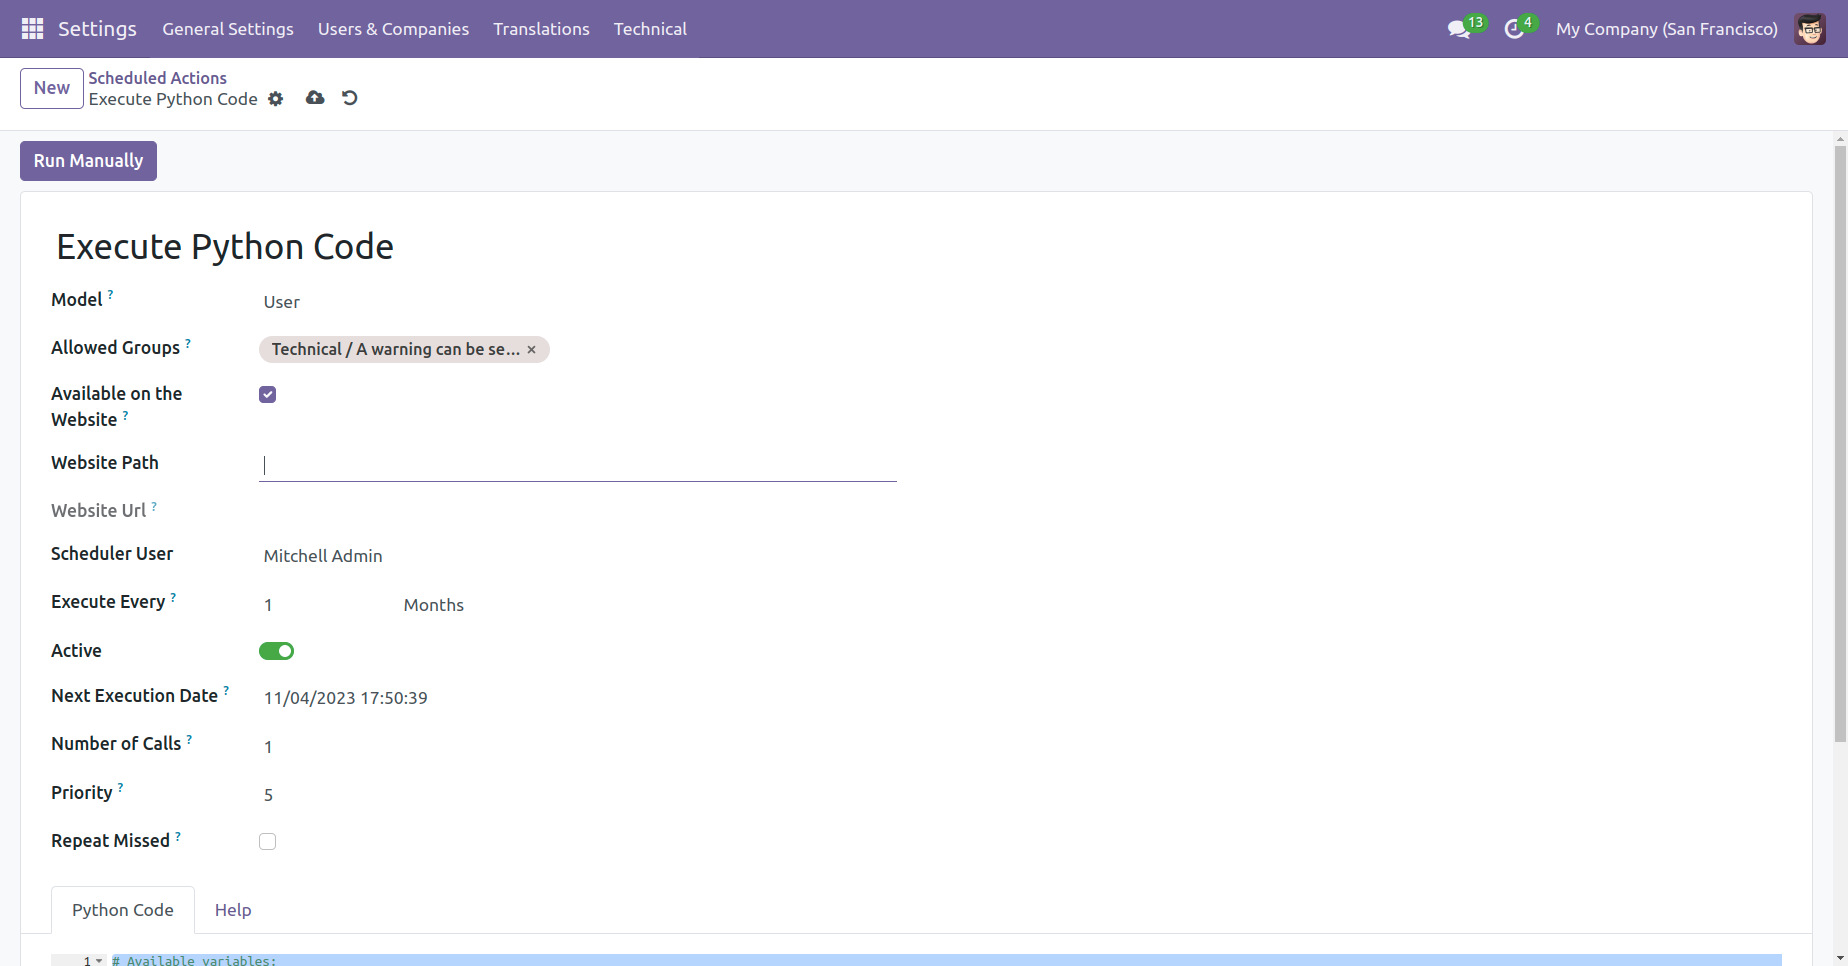 Settings General Settings Users & Companies Translations Technical 13 4 My Company (San Francisco)
New Scheduled Actions
Execute Python Code
Run Manually
Execute Python Code
Model ? User
Allowed Groups ? Technical / A warning can be se... ×
Available on the
Website ?
Website Path
Website Url ?
Scheduler User Mitchell Admin
Execute Every ? 1 Months
Active
Next Execution Date ? 11/04/2023 17:50:39
Number of Calls ? 1
Priority ? 5
Repeat Missed ?
Python Code Help
1 # Available variables: